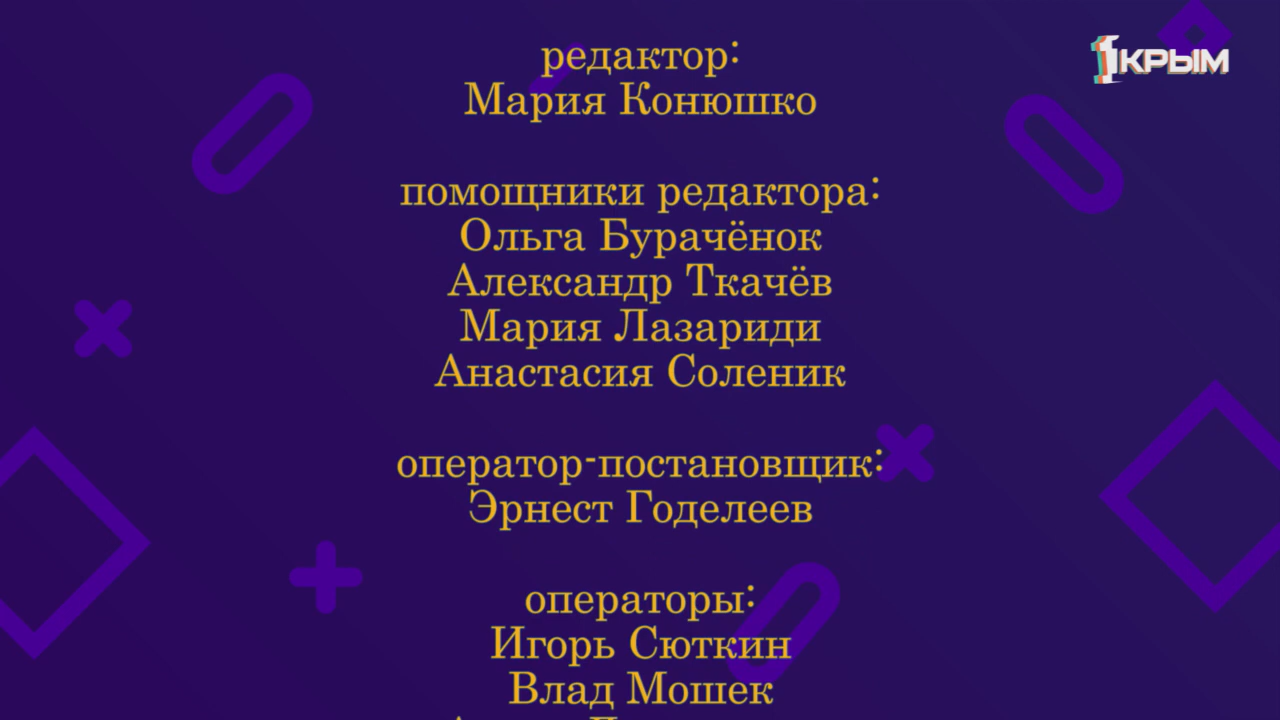 1КРЫМ
редактор:
Мария Конюшко
помощники редактора:
Ольга Бурачёнок
Александр Ткачёв
Мария Лазариди
Анастасия Соленик
оператор-постановщик:
Эрнест Годелеев
операторы:
Игорь Сюткин
Влад Мошек